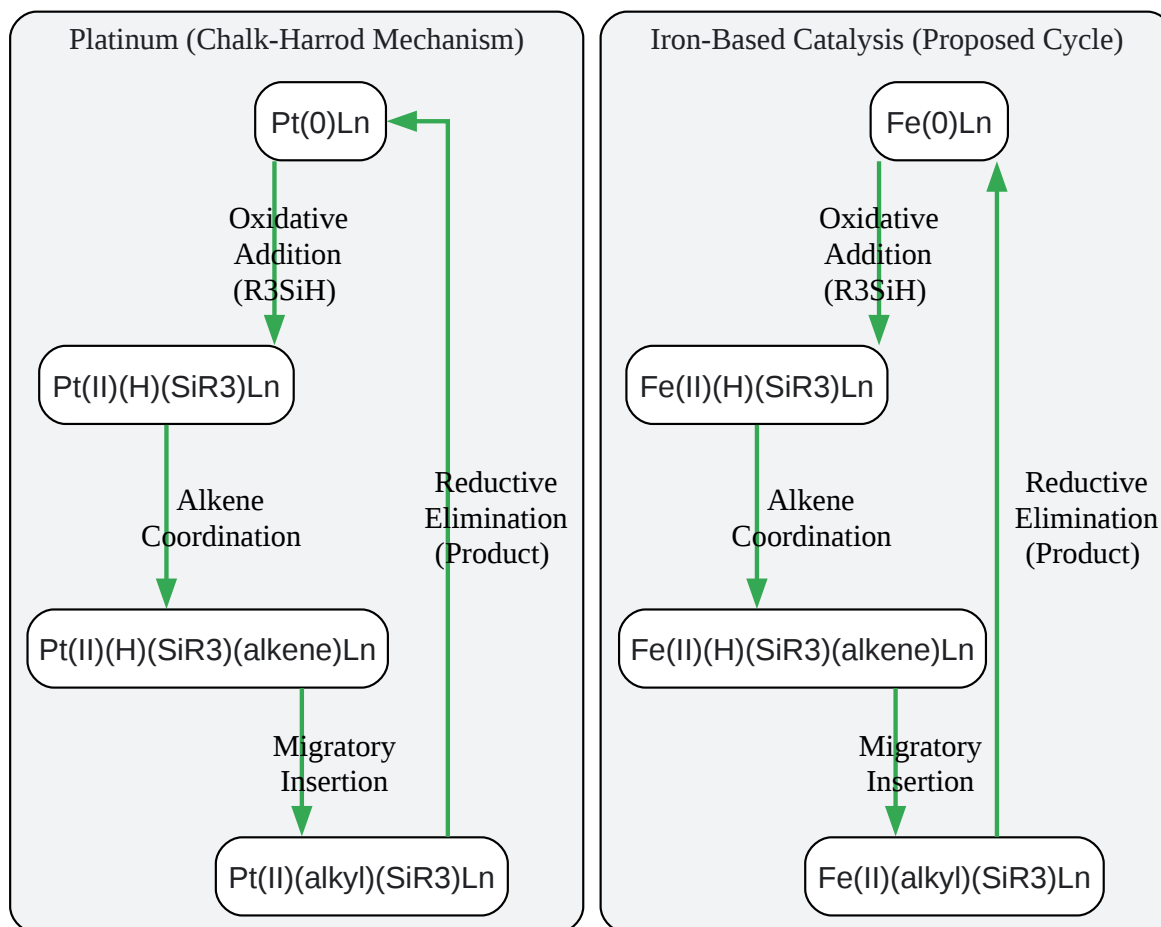 Platinum (Chalk-Harrod Mechanism)
Pt(0)Ln
Oxidative
Addition
(R3SiH)
Pt(II)(H)(SiR3)Ln
Alkene
Coordination
Reductive
Elimination
(Product)
Pt(II)(H)(SiR3)(alkene)Ln
Migratory
Insertion
Pt(II)(alkyl)(SiR3)Ln
Iron-Based Catalysis (Proposed Cycle)
Fe(0)Ln
Oxidative
Addition
(R3SiH)
Fe(II)(H)(SiR3)Ln
Alkene
Coordination
Reductive
Elimination
(Product)
Fe(II)(H)(SiR3)(alkene)Ln
Migratory
Insertion
Fe(II)(alkyl)(SiR3)Ln